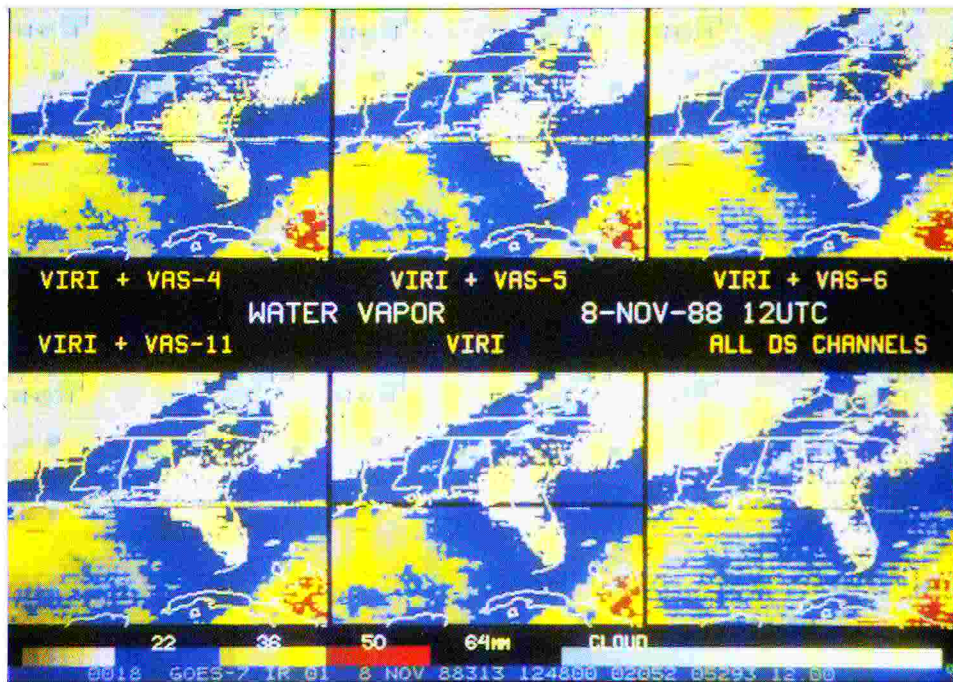 VIRI + VAS-4 VIRI + VAS-5 VIRI + VAS-6
WATER VAPOR 8-NOV-88 12UTC
VIRI + VAS-11 VIRI ALL DS CHANNELS
22 36 50 64MM CLOUD
0018 GOES-7 IR 01 8 NOV 88313 124800 02052 05293 12.00